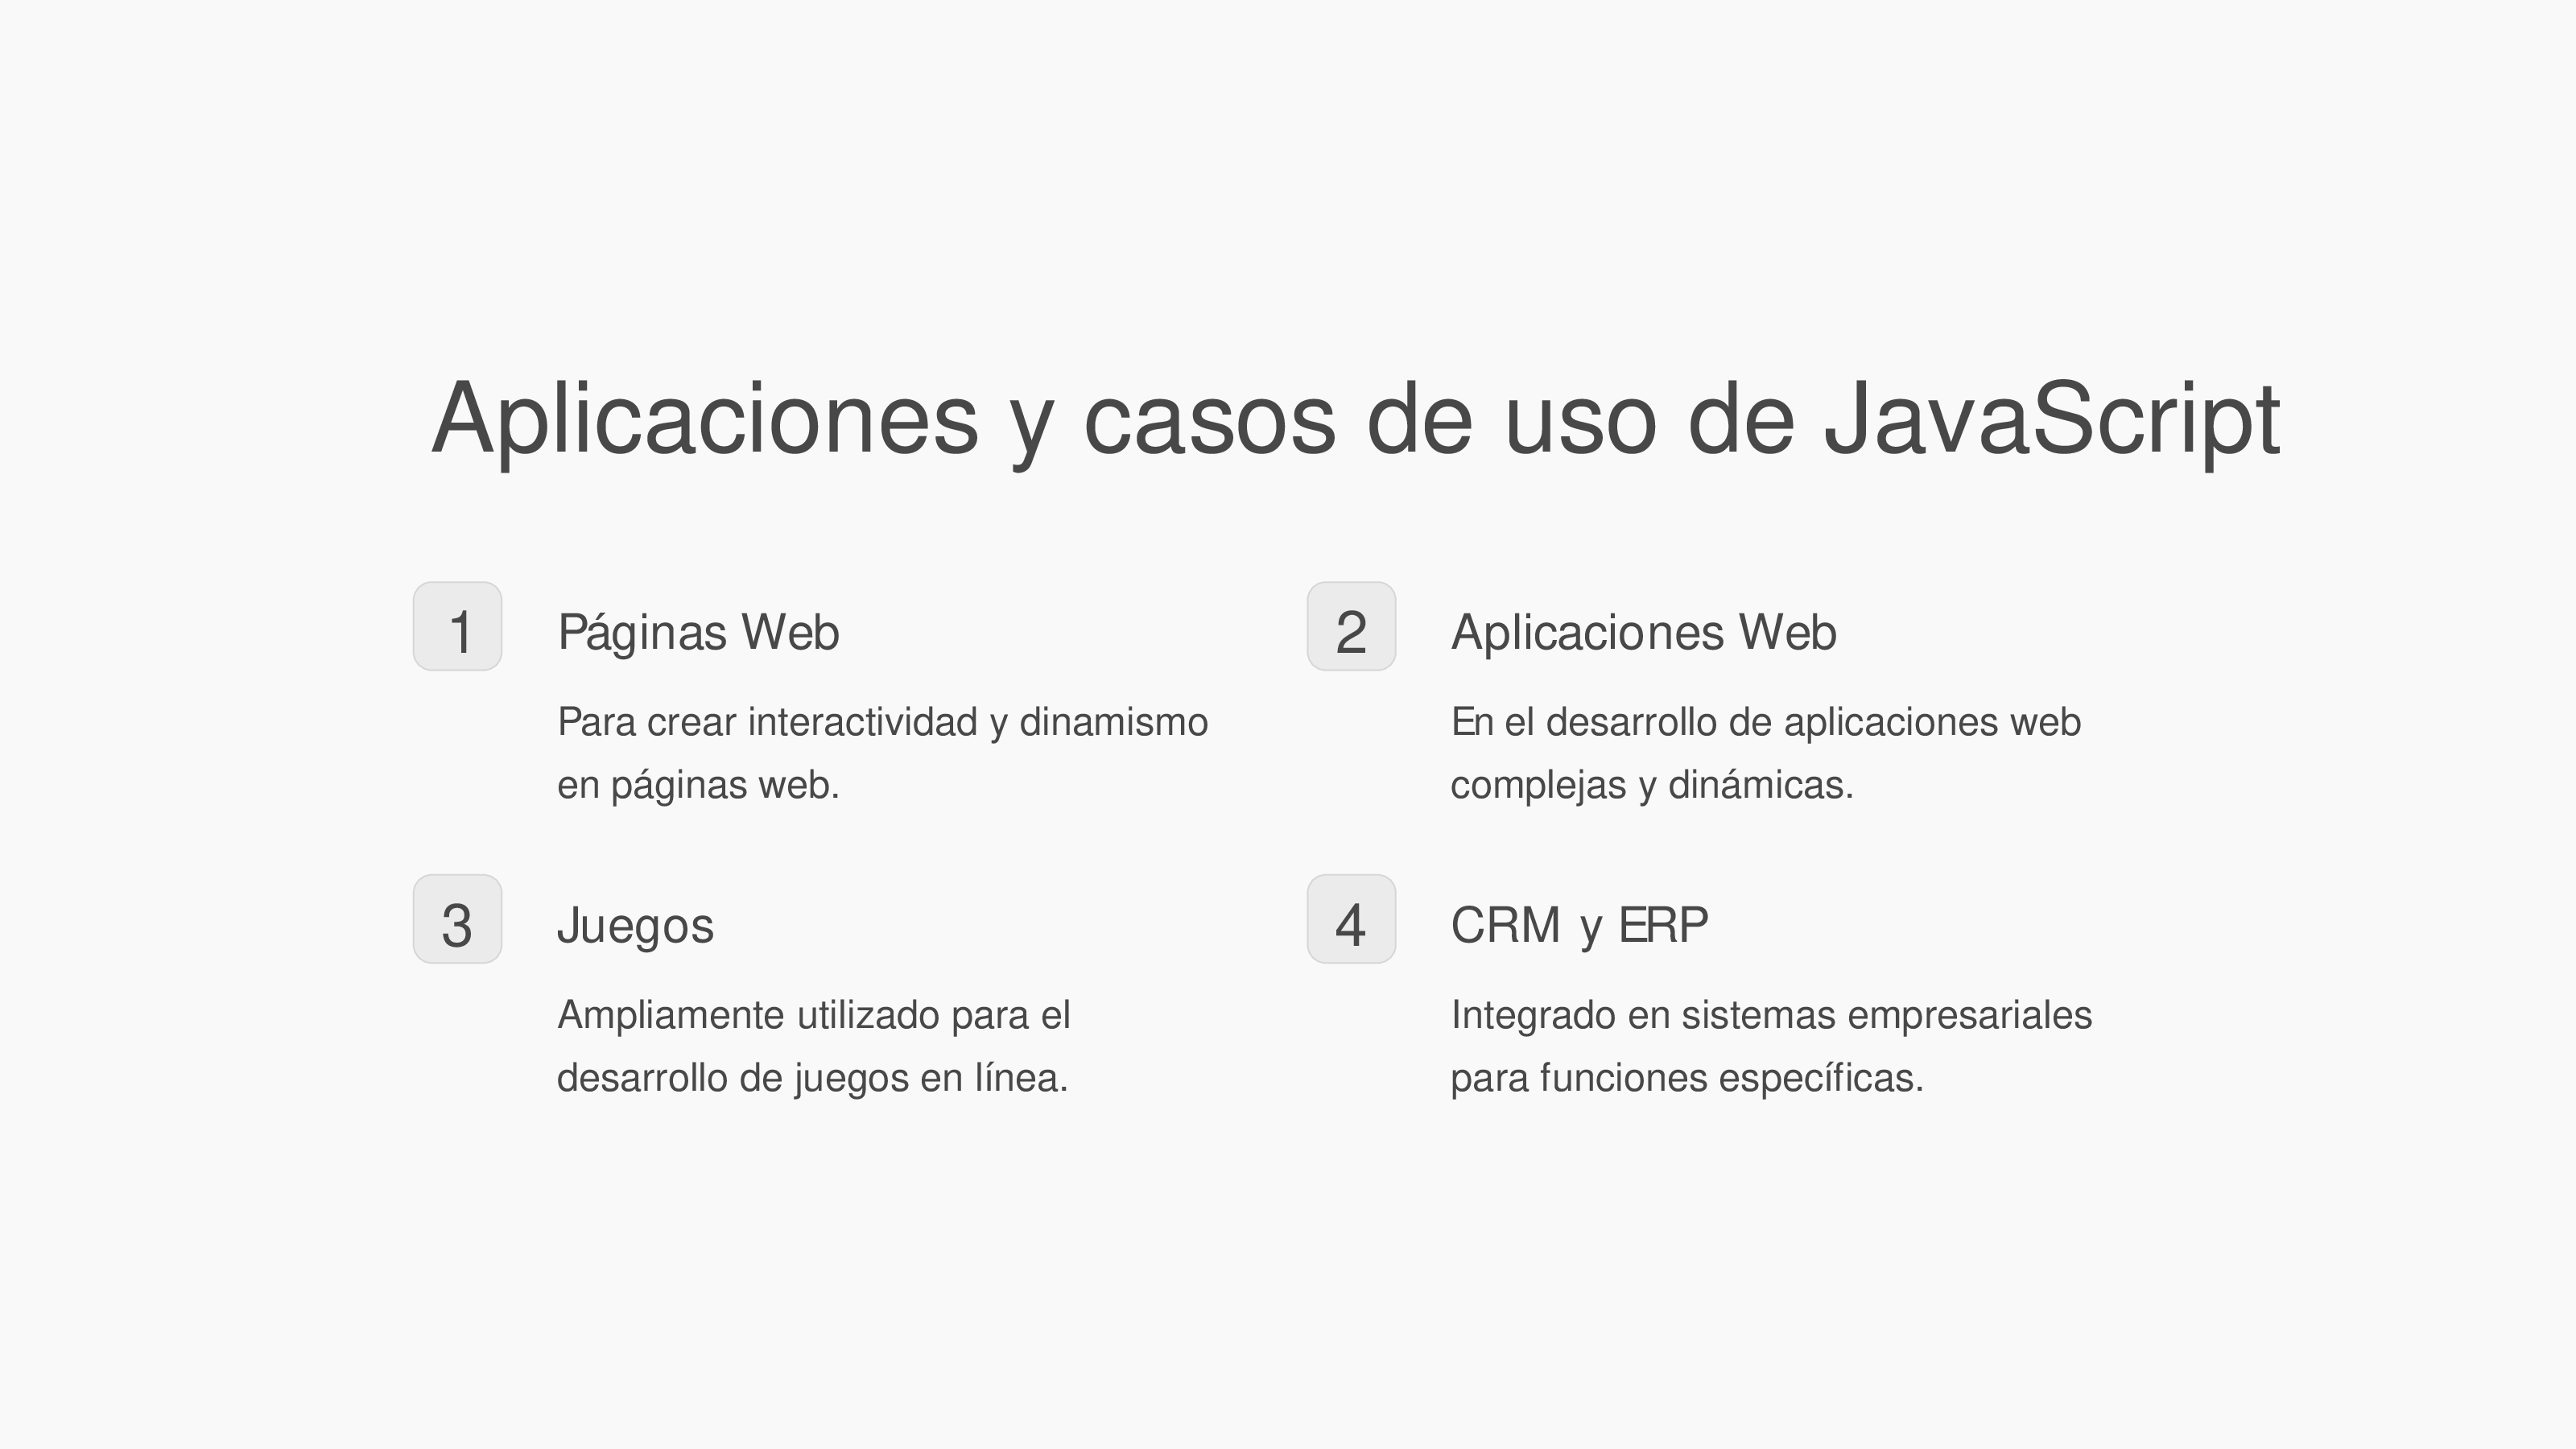 Aplicaciones y casos de uso de JavaScript
1
Páginas Web
Para crear interactividad y dinamismo
en páginas web.
2
Aplicaciones Web
En el desarrollo de aplicaciones web
complejas y dinámicas.
3
Juegos
Ampliamente utilizado para el
desarrollo de juegos en línea.
4
CRM y ERP
Integrado en sistemas empresariales
para funciones específicas.